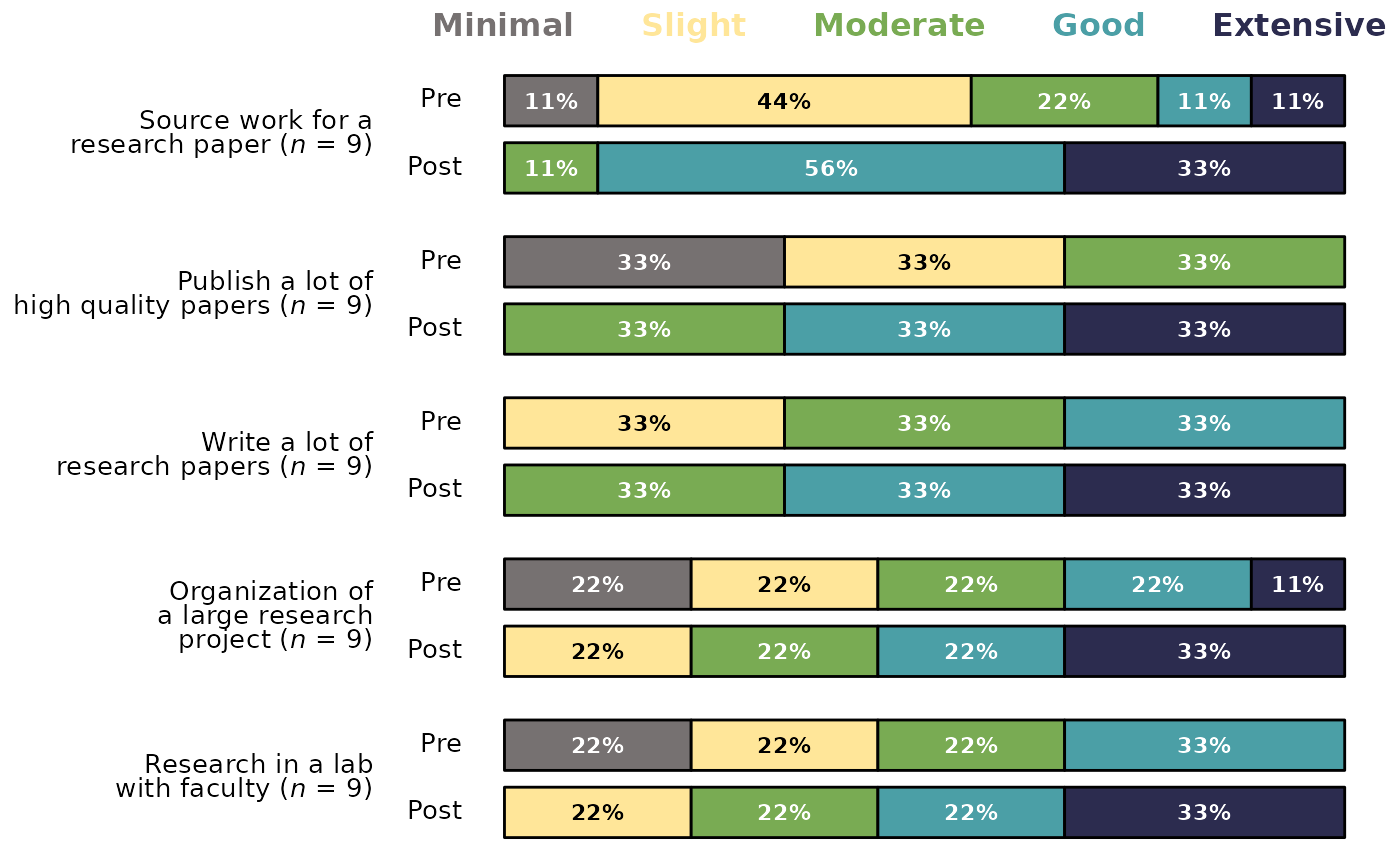 Minimal Slight Moderate Good Extensive
Source work for a
research paper (n = 9)
Pre 11% 44% 22% 11% 11%
Post 11% 56% 33%
Publish a lot of
high quality papers (n = 9)
Pre 33% 33% 33%
Post 33% 33% 33%
Write a lot of
research papers (n = 9)
Pre 33% 33% 33%
Post 33% 33% 33%
Organization of
a large research
project (n = 9)
Pre 22% 22% 22% 22% 11%
Post 22% 22% 22% 33%
Research in a lab
with faculty (n = 9)
Pre 22% 22% 22% 33%
Post 22% 22% 22% 33%